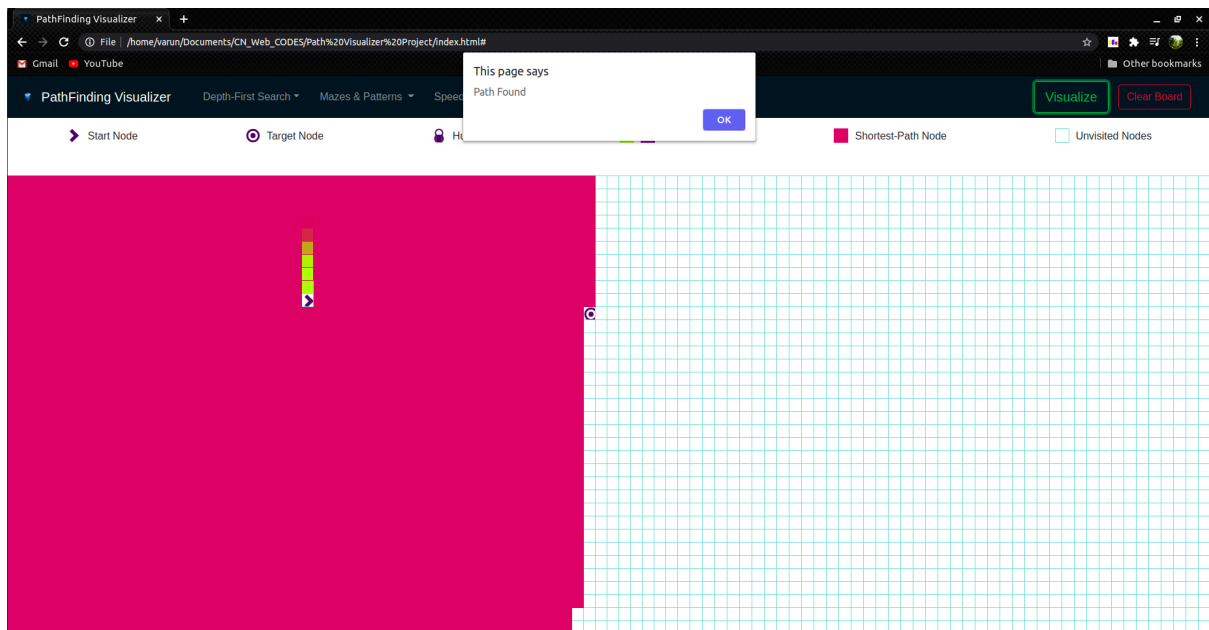 PathFinding Visualizer
File /home/varun/Documents/CN_Web_CODES/Path%20Visualizer%20Project/index.html#
Gmail YouTube Other bookmarks
This page says
Path Found
OK
PathFinding Visualizer Depth-First Search Mazes & Patterns Speed Visualize Clear Board
Start Node Target Node Shortest-Path Node Unvisited Nodes